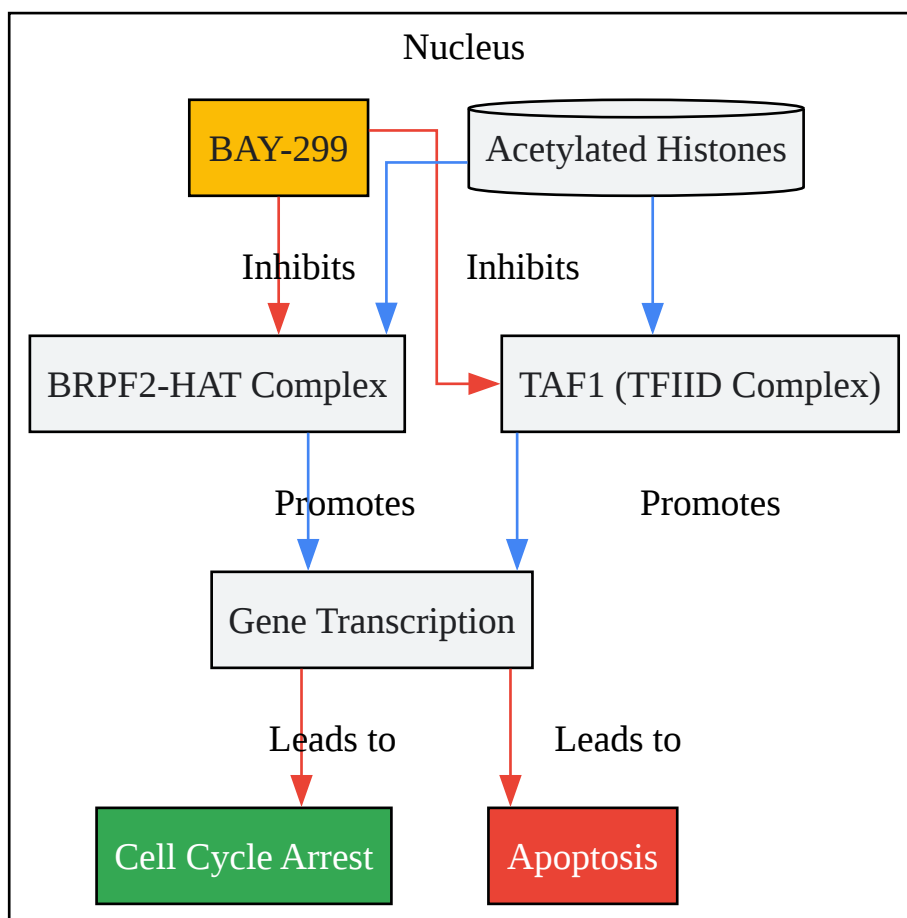 Nucleus
BAY-299
Acetylated Histones
Inhibits
Inhibits
BRPF2-HAT Complex
TAF1 (TFIID Complex)
Promotes
Promotes
Gene Transcription
Leads to
Leads to
Cell Cycle Arrest
Apoptosis